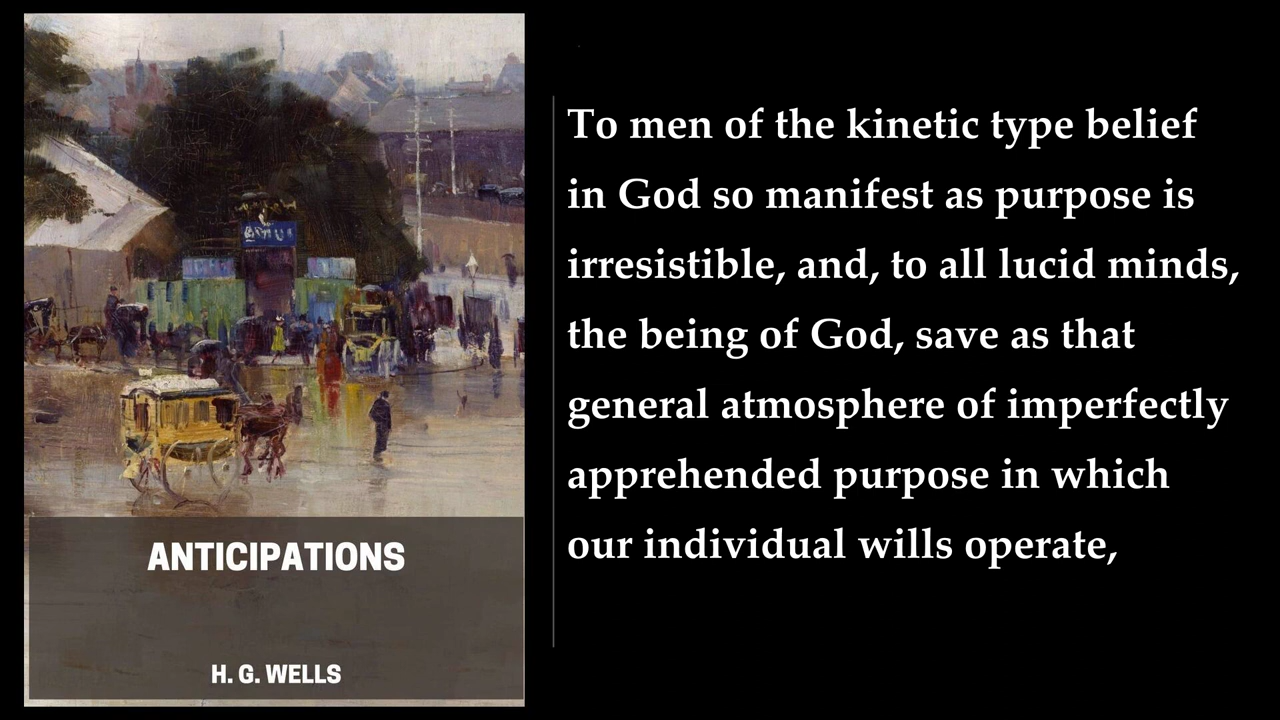 ANTICIPATIONS
H. G. WELLS
To men of the kinetic type belief
in God so manifest as purpose is
irresistible, and, to all lucid minds,
the being of God, save as that
general atmosphere of imperfectly
apprehended purpose in which
our individual wills operate,